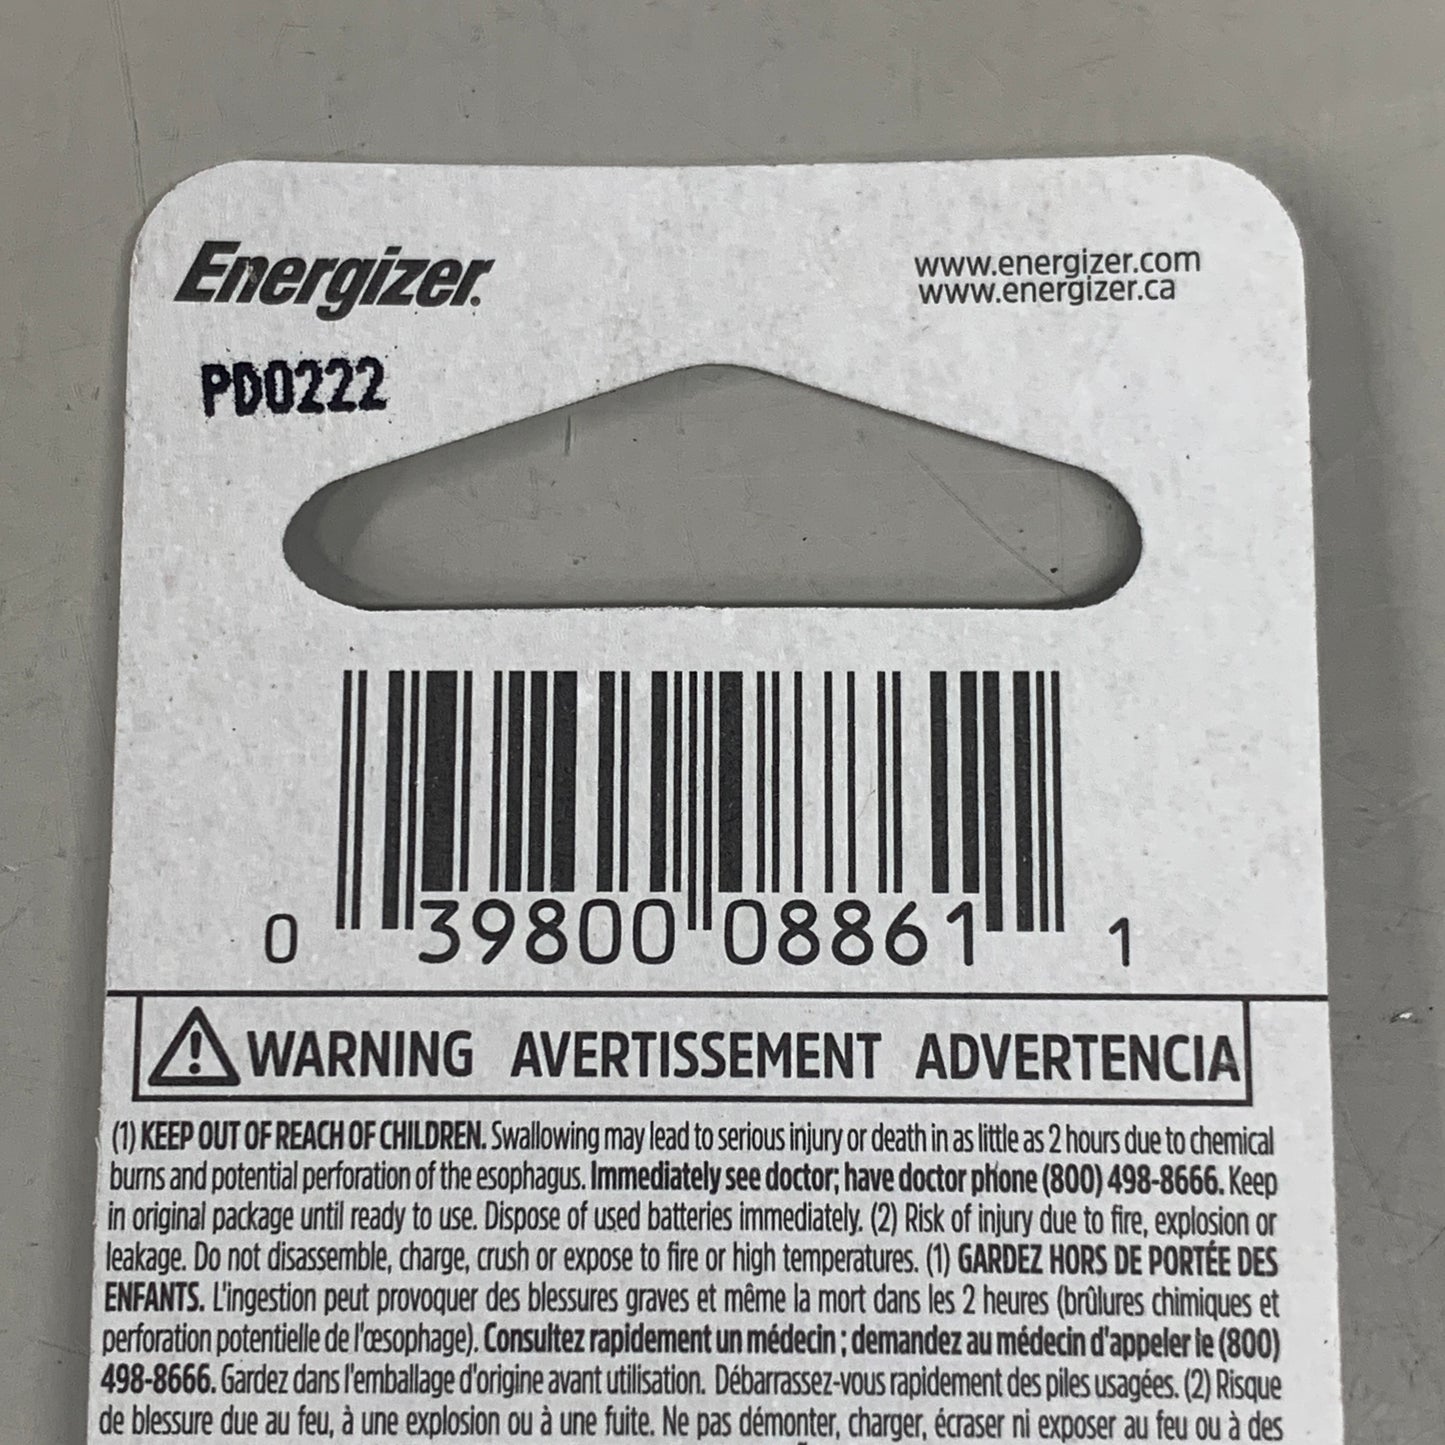 Energizer.
www.energizer.com
www.energizer.ca
PD0222
0 39800 08861 1
WARNING AVERTISSEMENT ADVERTENCIA
(1) KEEP OUT OF REACH OF CHILDREN. Swallowing may lead to serious injury or death in as little as 2 hours due to chemical
burns and potential perforation of the esophagus. Immediately see doctor; have doctor phone (800) 498-8666. Keep
in original package until ready to use. Dispose of used batteries immediately. (2) Risk of injury due to fire, explosion or
leakage. Do not disassemble, charge, crush or expose to fire or high temperatures. (1) GARDEZ HORS DE PORTÉE DES
ENFANTS. L'ingestion peut provoquer des blessures graves et même la mort dans les 2 heures (brûlures chimiques et
perforation potentielle de l'œsophage). Consultez rapidement un médecin ; demandez au médecin d'appeler le (800)
498-8666. Gardez dans l'emballage d'origine avant utilisation. Débarrassez-vous rapidement des piles usagées. (2) Risque
de blessure due au feu, à une explosion ou à une fuite. Ne pas démonter, charger, écraser ni exposer au feu ou à des